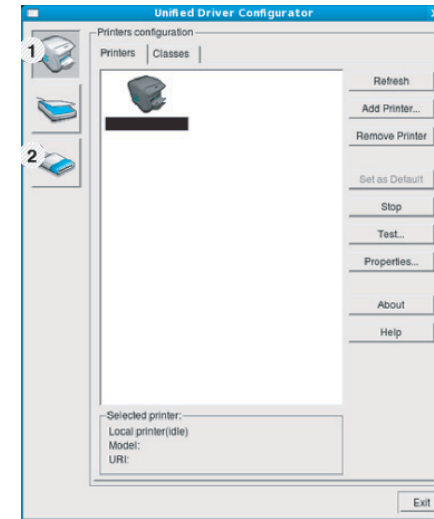 Unified Driver Configurator
1
2
Printers configuration
Printers
Classes
Refresh
Add Printer...
Remove Printer
Set as Default
Stop
Test...
Properties...
About
Help
Selected printer:
Local printer(idle)
Model:
URI:
Exit